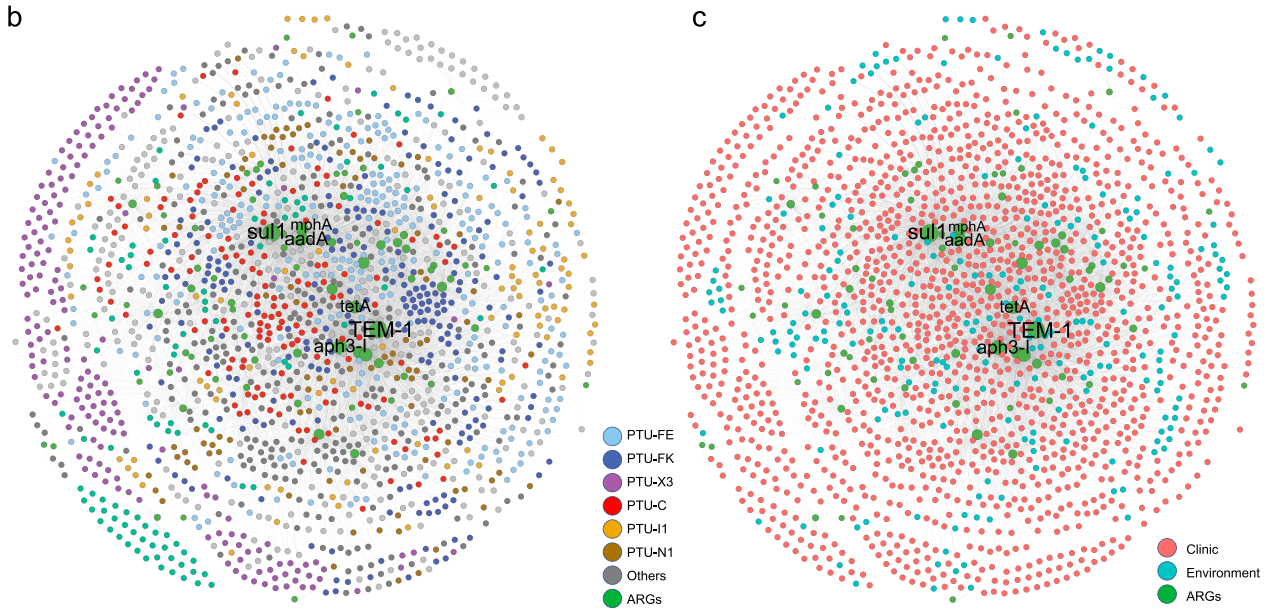 b
c
sul1 mphA
aadA
tetA
TEM-1
aph3-I
PTU-FE
PTU-FK
PTU-X3
PTU-C
PTU-I1
PTU-N1
Others
ARGs
sul1 mphA
aadA
tetA
TEM-1
aph3-I
Clinic
Environment
ARGs